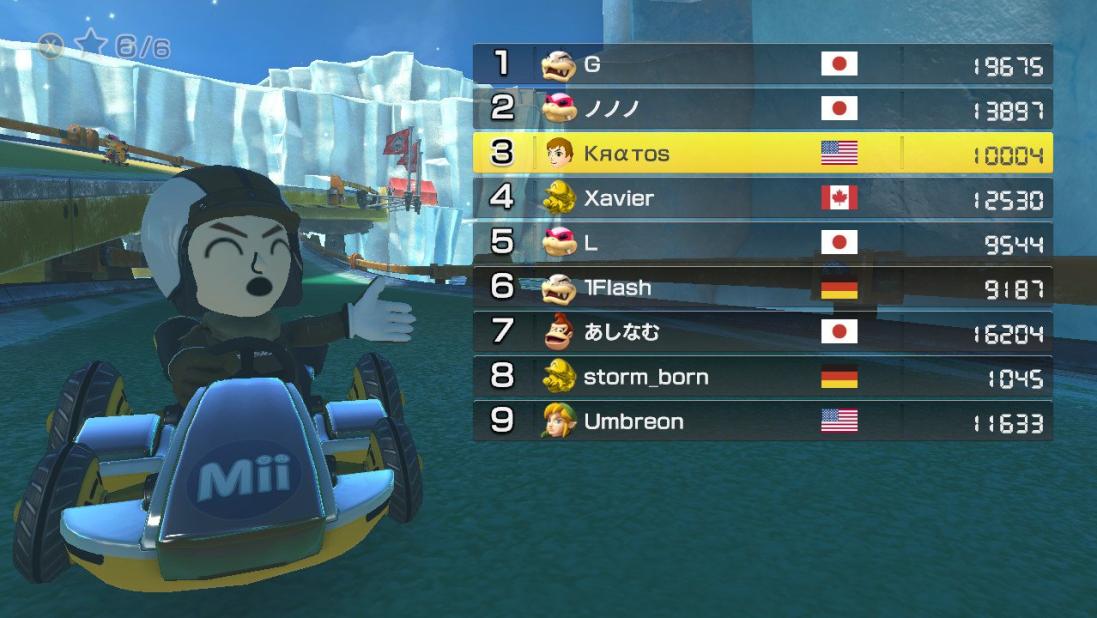 X 6/6
1 G 19675
2 ノノノ 13897
3 KяαTOS 10004
4 Xavier 12530
5 L 9544
6 1Flash 9187
7 あしなむ 16204
8 storm_born 1045
9 Umbreon 11633
Mii